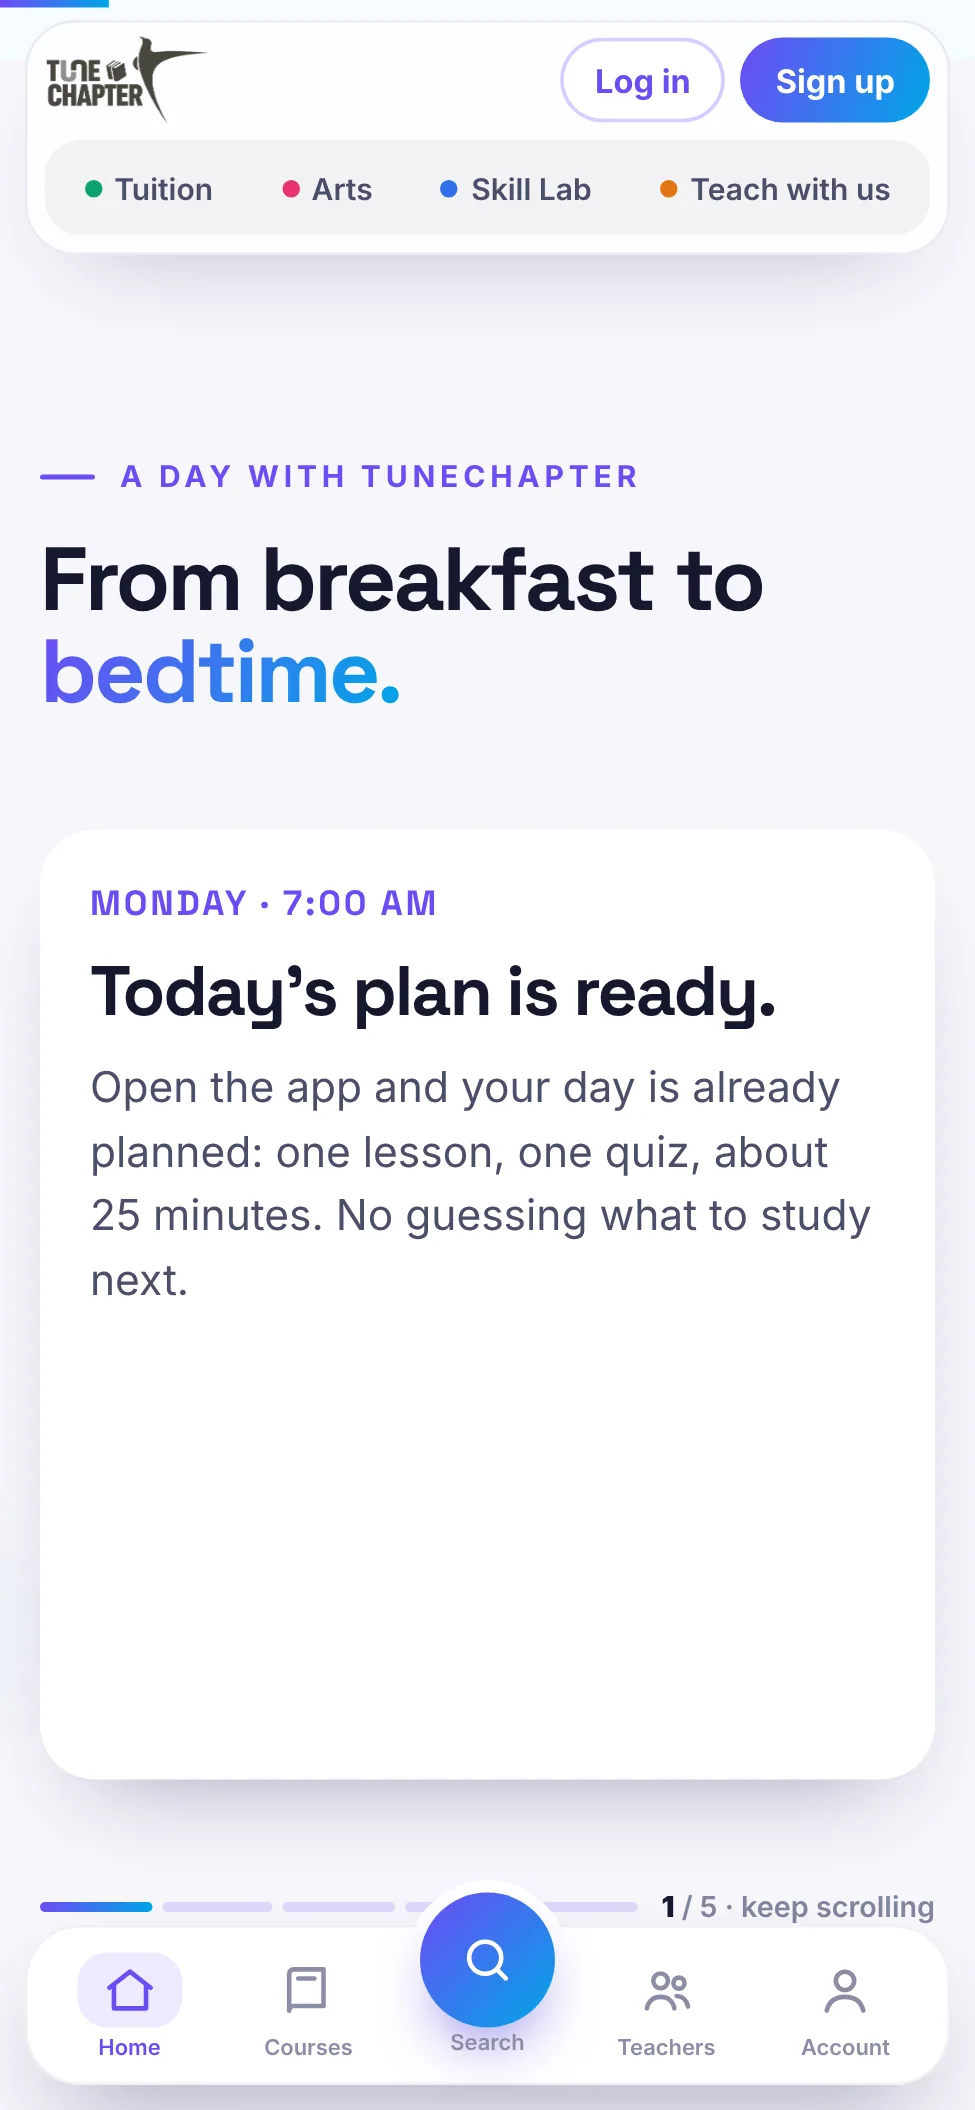 TUNE
CHAPTER
Log in
Sign up
Tuition
Arts
Skill Lab
Teach with us
A DAY WITH TUNECHAPTER
From breakfast to
bedtime.
MONDAY · 7:00 AM
Today’s plan is ready.
Open the app and your day is already
planned: one lesson, one quiz, about
25 minutes. No guessing what to study
next.
1 / 5 · keep scrolling
Home
Courses
Search
Teachers
Account